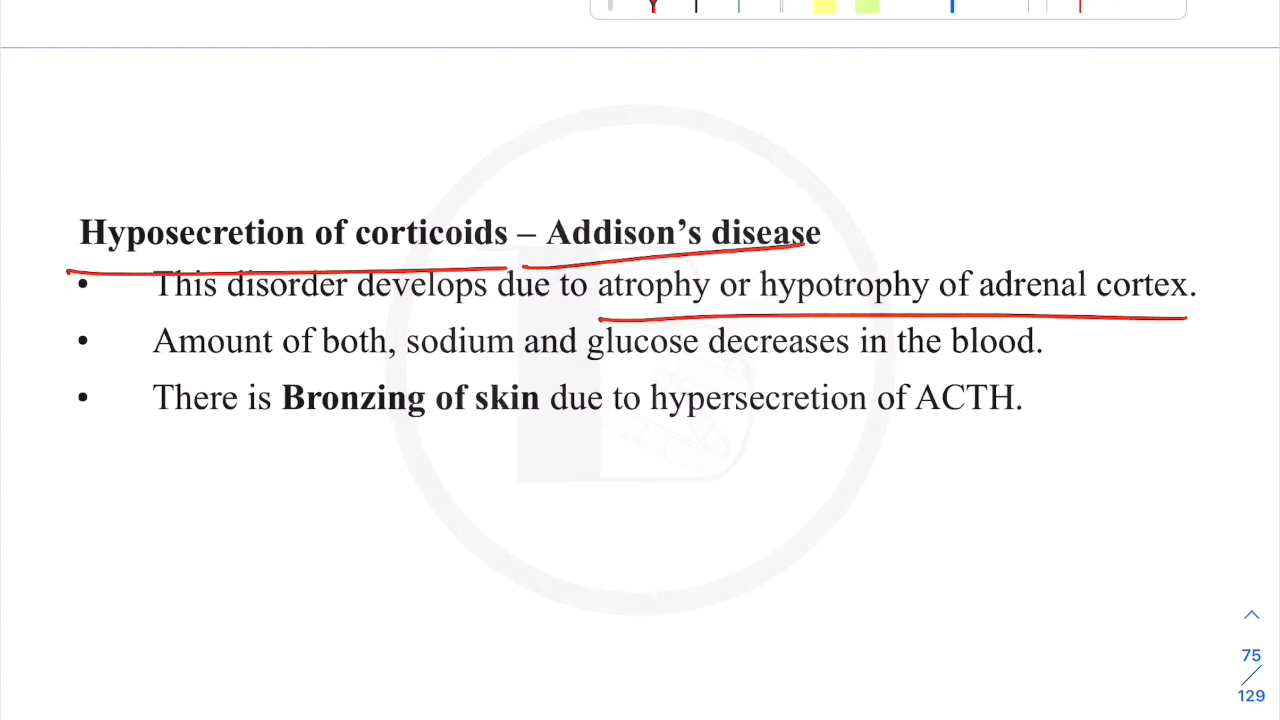 Hyposecretion of corticoids – Addison’s disease
• This disorder develops due to atrophy or hypotrophy of adrenal cortex.
• Amount of both, sodium and glucose decreases in the blood.
• There is Bronzing of skin due to hypersecretion of ACTH.
75
129